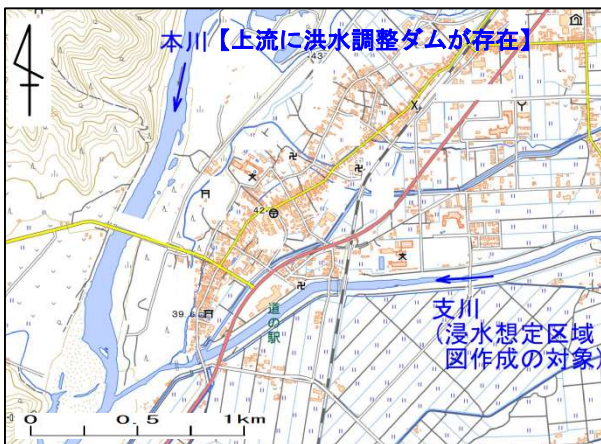 本川【上流に洪水調整ダムが存在】
43
X
42
39.6
道の駅
支川
(浸水想定区域
図作成の対象)
0 0.5 1km